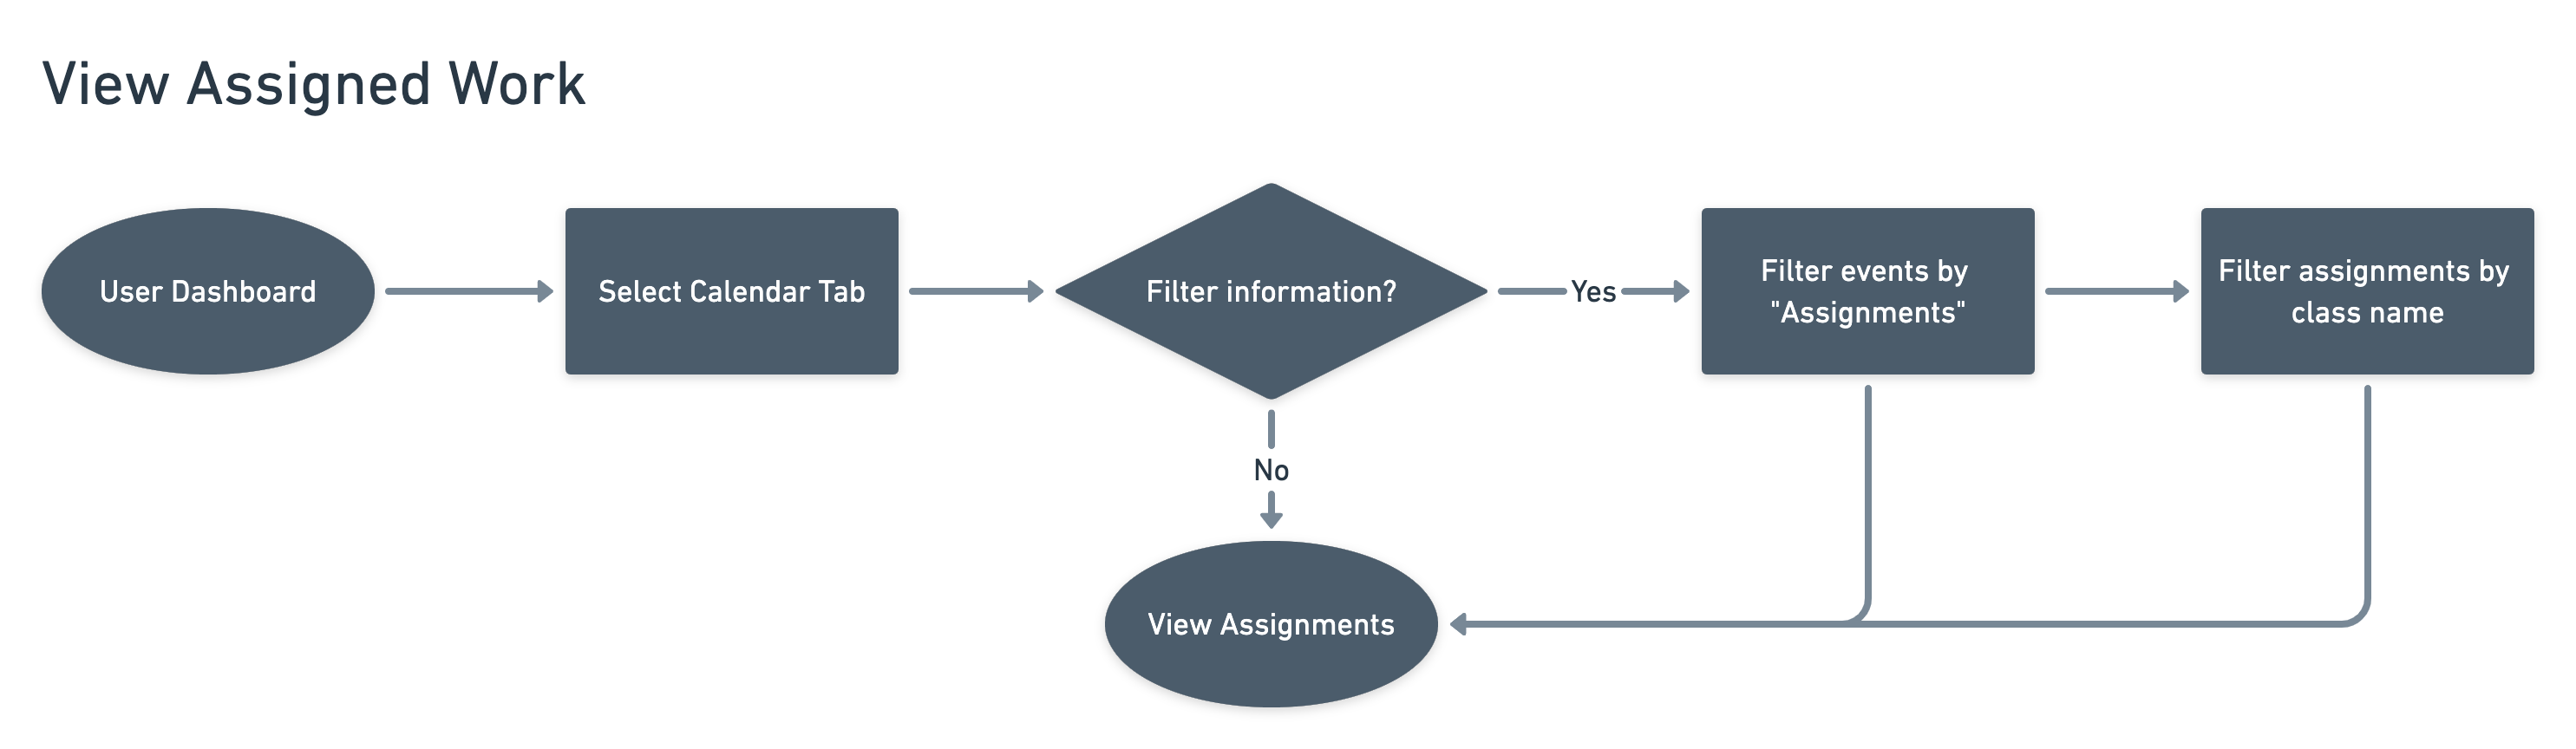 View Assigned Work
User Dashboard
Select Calendar Tab
Filter information?
Yes
Filter events by
"Assignments"
Filter assignments by
class name
No
View Assignments